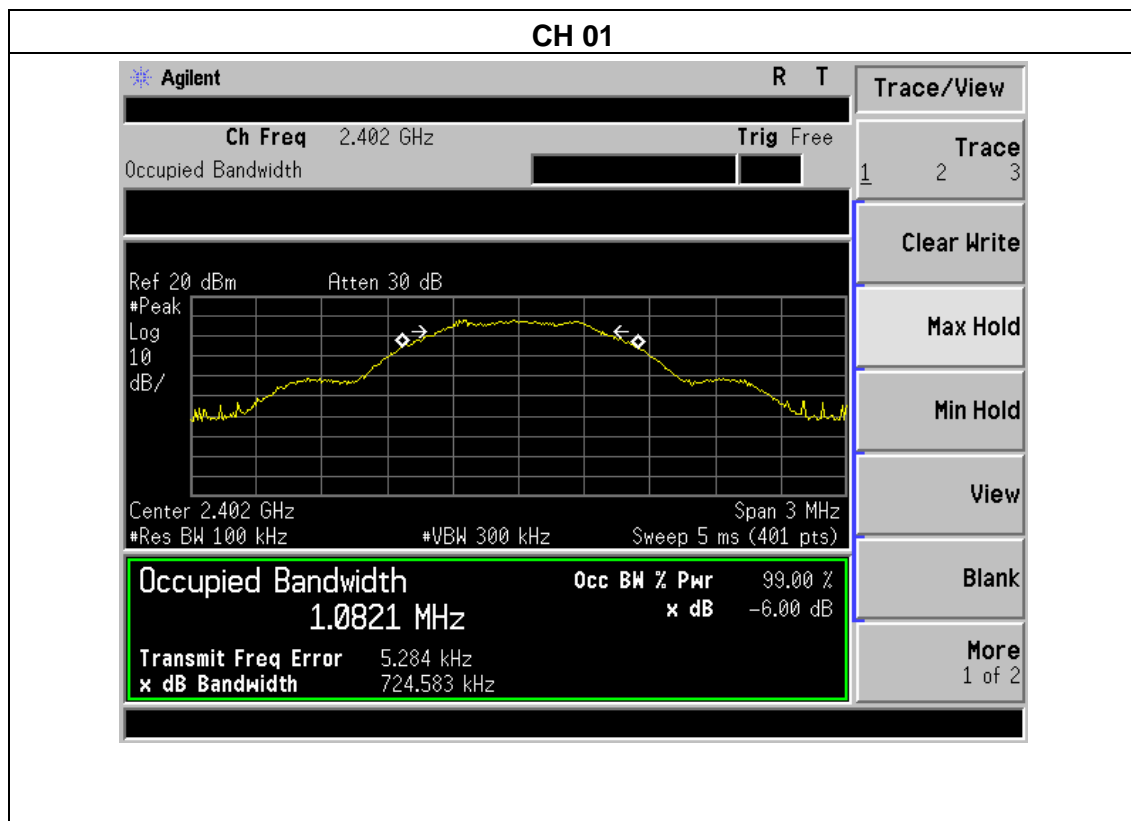 CH 01
Agilent R T
Trace/View
Ch Freq 2.402 GHz Trig Free
Occupied Bandwidth
Trace
1 2 3
Clear Write
Ref 20 dBm Atten 30 dB
#Peak
Log
10
dB/
Max Hold
Min Hold
View
Center 2.402 GHz Span 3 MHz
#Res BW 100 kHz #VBW 300 kHz Sweep 5 ms (401 pts)
Occupied Bandwidth Occ BW % Pwr 99.00 %
1.0821 MHz x dB -6.00 dB
Blank
Transmit Freq Error 5.284 kHz
x dB Bandwidth 724.583 kHz
More
1 of 2